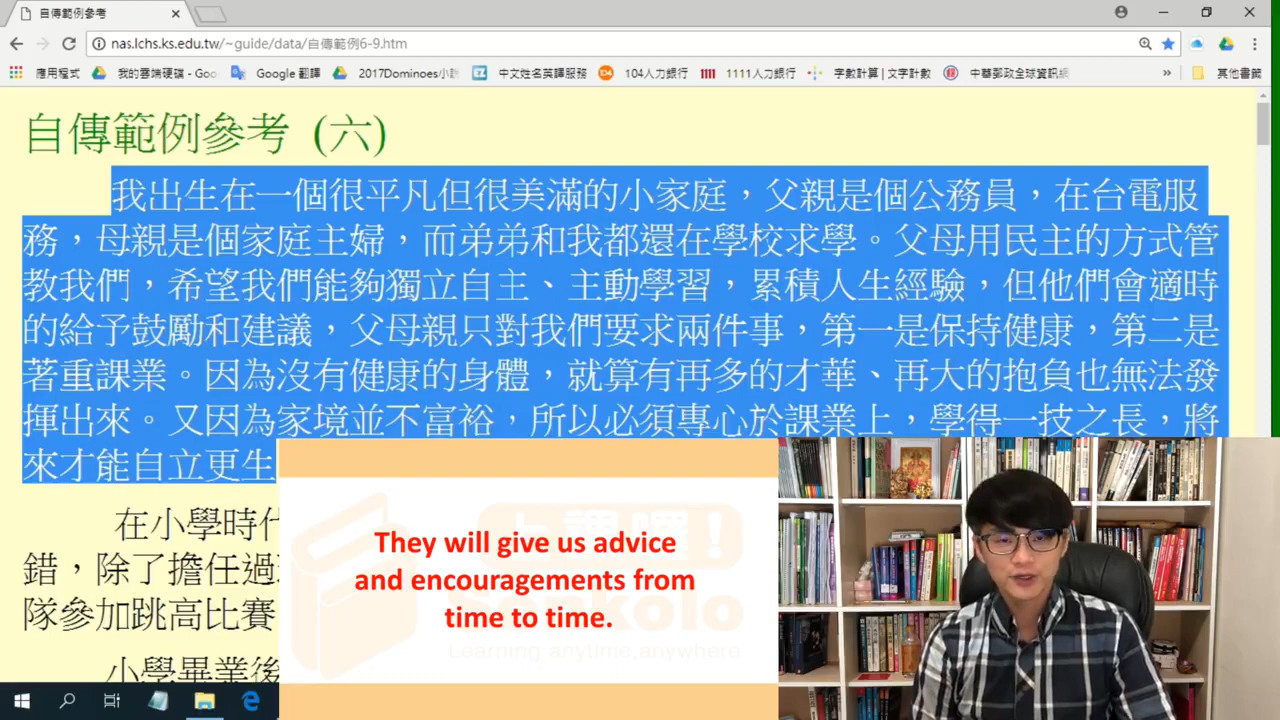 自傳範例參考
nas.lchs.ks.edu.tw/~guide/data/自傳範例6-9.htm
應用程式 我的雲端硬碟 - Goo Google 翻譯 2017Dominoes小說 中文姓名英譯服務 104人力銀行 1111人力銀行 字數計算 | 文字計數 中華郵政全球資訊網 » 其他書籤
自傳範例參考 (六)
我出生在一個很平凡但很美滿的小家庭，父親是個公務員，在台電服
務，母親是個家庭主婦，而弟弟和我都還在學校求學。父母用民主的方式管
教我們，希望我們能夠獨立自主、主動學習，累積人生經驗，但他們會適時
的給予鼓勵和建議，父母親只對我們要求兩件事，第一是保持健康，第二是
著重課業。因為沒有健康的身體，就算有再多的才華、再大的抱負也無法發
揮出來。又因為家境並不富裕，所以必須專心於課業上，學得一技之長，將
來才能自立更生
在小學時代
錯，除了擔任過
隊參加跳高比賽
小學畢業後
They will give us advice
and encouragements from
time to time.
Learning anytime,anywhere